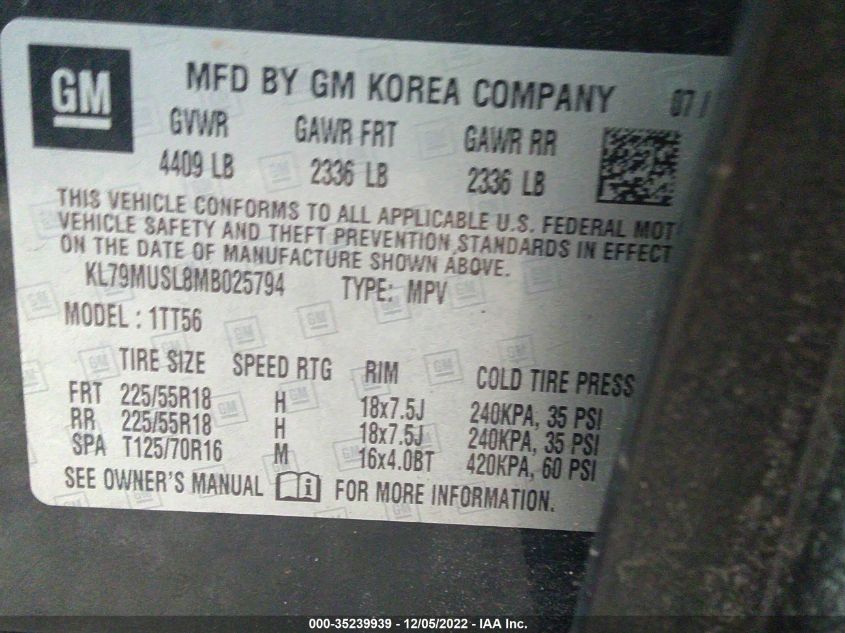 GM
MFD BY GM KOREA COMPANY 07/
GVWR GAWR FRT GAWR RR
4409 LB 2336 LB 2336 LB
THIS VEHICLE CONFORMS TO ALL APPLICABLE U.S. FEDERAL MOT
VEHICLE SAFETY AND THEFT PREVENTION STANDARDS IN EFFECT
ON THE DATE OF MANUFACTURE SHOWN ABOVE.
KL79MUSL8MB025794 TYPE: MPV
MODEL : 1TT56
TIRE SIZE SPEED RTG RIM COLD TIRE PRESS
FRT 225/55R18 H 18x7.5J 240KPA, 35 PSI
RR 225/55R18 H 18x7.5J 240KPA, 35 PSI
SPA T125/70R16 M 16x4.0BT 420KPA, 60 PSI
SEE OWNER'S MANUAL i FOR MORE INFORMATION.
000-35239939 - 12/05/2022 - IAA Inc.